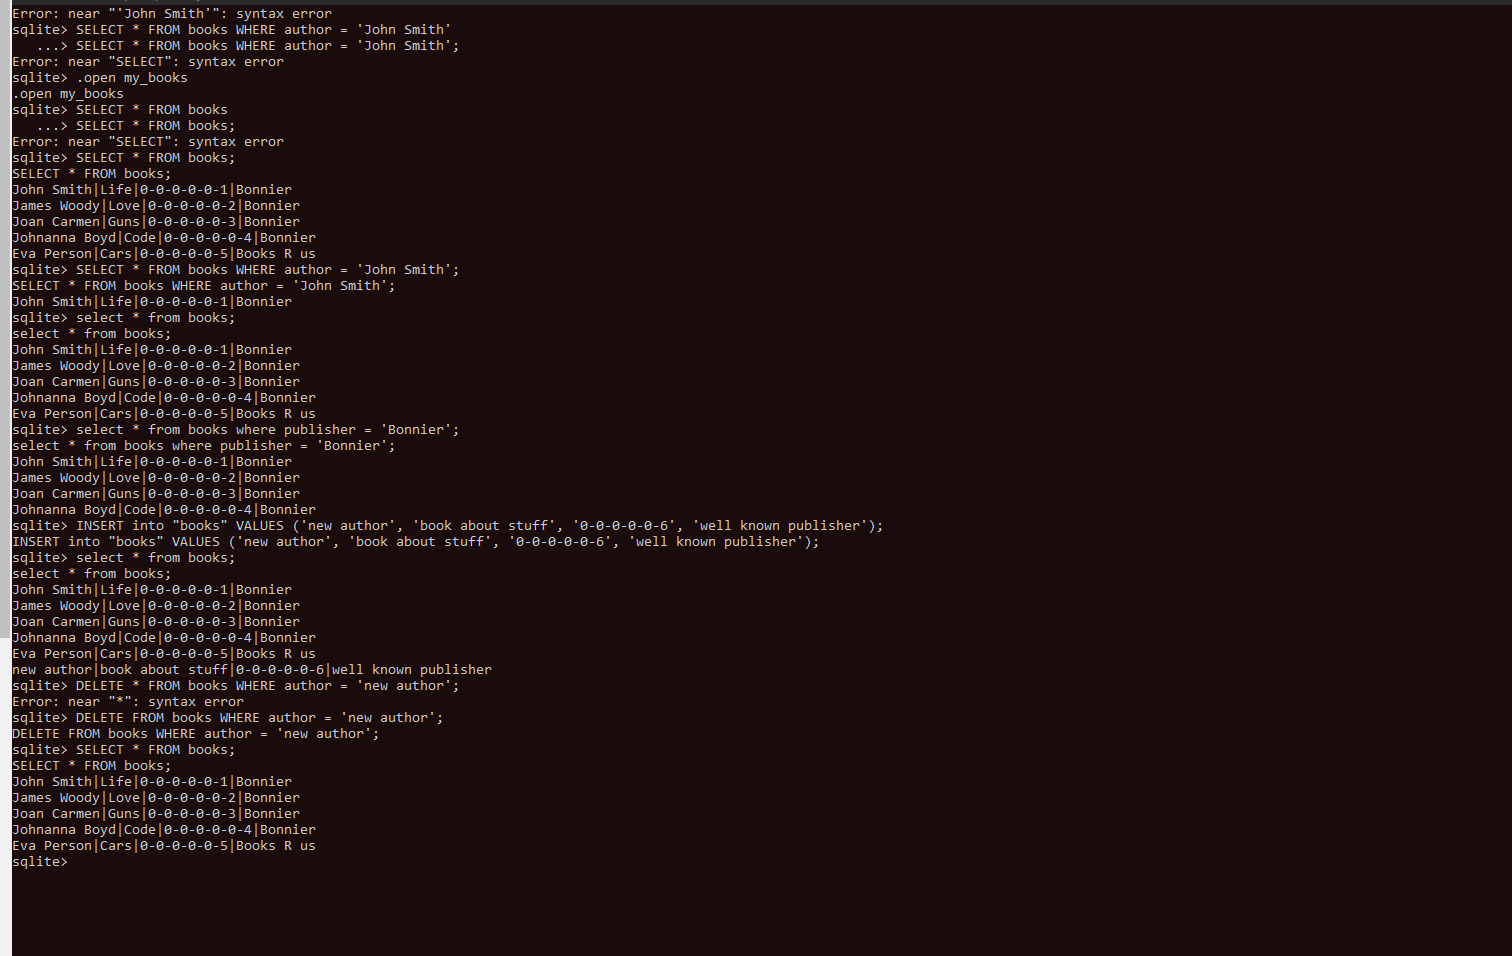 Error: near "'John Smith'": syntax error
sqlite> SELECT * FROM books WHERE author = 'John Smith'
   ...> SELECT * FROM books WHERE author = 'John Smith';
Error: near "SELECT": syntax error
sqlite> .open my_books
.open my_books
sqlite> SELECT * FROM books
   ...> SELECT * FROM books;
Error: near "SELECT": syntax error
sqlite> SELECT * FROM books;
SELECT * FROM books;
John Smith|Life|0-0-0-0-0-1|Bonnier
James Woody|Love|0-0-0-0-0-2|Bonnier
Joan Carmen|Guns|0-0-0-0-0-3|Bonnier
Johnanna Boyd|Code|0-0-0-0-0-4|Bonnier
Eva Person|Cars|0-0-0-0-0-5|Books R us
sqlite> SELECT * FROM books WHERE author = 'John Smith';
SELECT * FROM books WHERE author = 'John Smith';
John Smith|Life|0-0-0-0-0-1|Bonnier
sqlite> select * from books;
select * from books;
John Smith|Life|0-0-0-0-0-1|Bonnier
James Woody|Love|0-0-0-0-0-2|Bonnier
Joan Carmen|Guns|0-0-0-0-0-3|Bonnier
Johnanna Boyd|Code|0-0-0-0-0-4|Bonnier
Eva Person|Cars|0-0-0-0-0-5|Books R us
sqlite> select * from books where publisher = 'Bonnier';
select * from books where publisher = 'Bonnier';
John Smith|Life|0-0-0-0-0-1|Bonnier
James Woody|Love|0-0-0-0-0-2|Bonnier
Joan Carmen|Guns|0-0-0-0-0-3|Bonnier
Johnanna Boyd|Code|0-0-0-0-0-4|Bonnier
sqlite> INSERT into "books" VALUES ('new author', 'book about stuff', '0-0-0-0-0-6', 'well known publisher');
INSERT into "books" VALUES ('new author', 'book about stuff', '0-0-0-0-0-6', 'well known publisher');
sqlite> select * from books;
select * from books;
John Smith|Life|0-0-0-0-0-1|Bonnier
James Woody|Love|0-0-0-0-0-2|Bonnier
Joan Carmen|Guns|0-0-0-0-0-3|Bonnier
Johnanna Boyd|Code|0-0-0-0-0-4|Bonnier
Eva Person|Cars|0-0-0-0-0-5|Books R us
new author|book about stuff|0-0-0-0-0-6|well known publisher
sqlite> DELETE * FROM books WHERE author = 'new author';
Error: near "*": syntax error
sqlite> DELETE FROM books WHERE author = 'new author';
DELETE FROM books WHERE author = 'new author';
sqlite> SELECT * FROM books;
SELECT * FROM books;
John Smith|Life|0-0-0-0-0-1|Bonnier
James Woody|Love|0-0-0-0-0-2|Bonnier
Joan Carmen|Guns|0-0-0-0-0-3|Bonnier
Johnanna Boyd|Code|0-0-0-0-0-4|Bonnier
Eva Person|Cars|0-0-0-0-0-5|Books R us
sqlite>